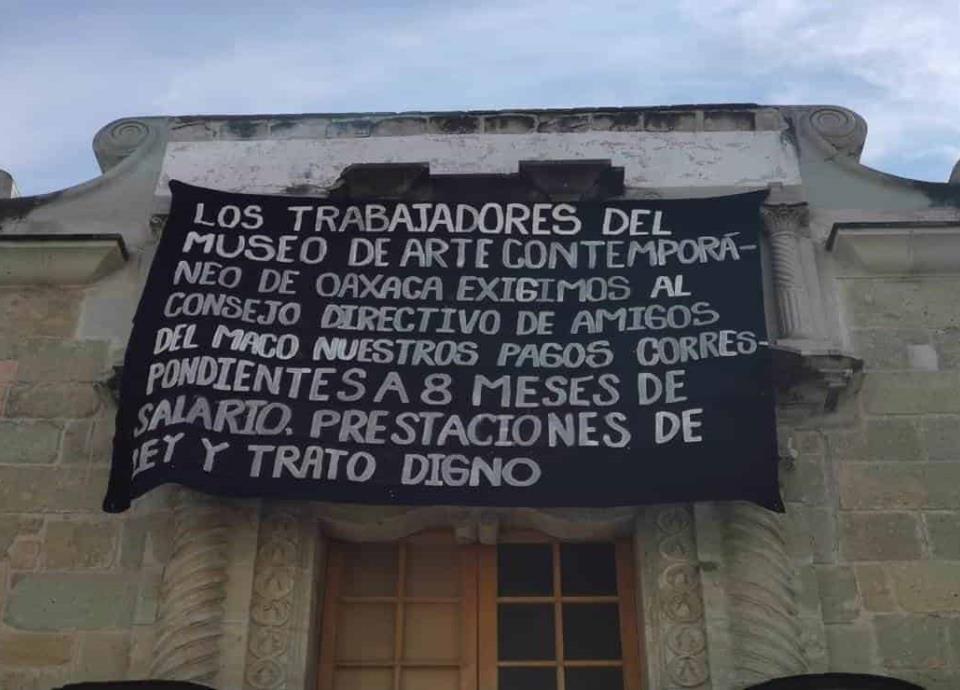 LOS TRABAJADORES DEL
MUSEO DE ARTE CONTEMPORÁ-
NEO DE OAXACA EXIGIMOS AL
CONSEJO DIRECTIVO DE AMIGOS
DEL MACO NUESTROS PAGOS CORRES-
PONDIENTES A 8 MESES DE
SALARIO, PRESTACIONES DE
LEY Y TRATO DIGNO